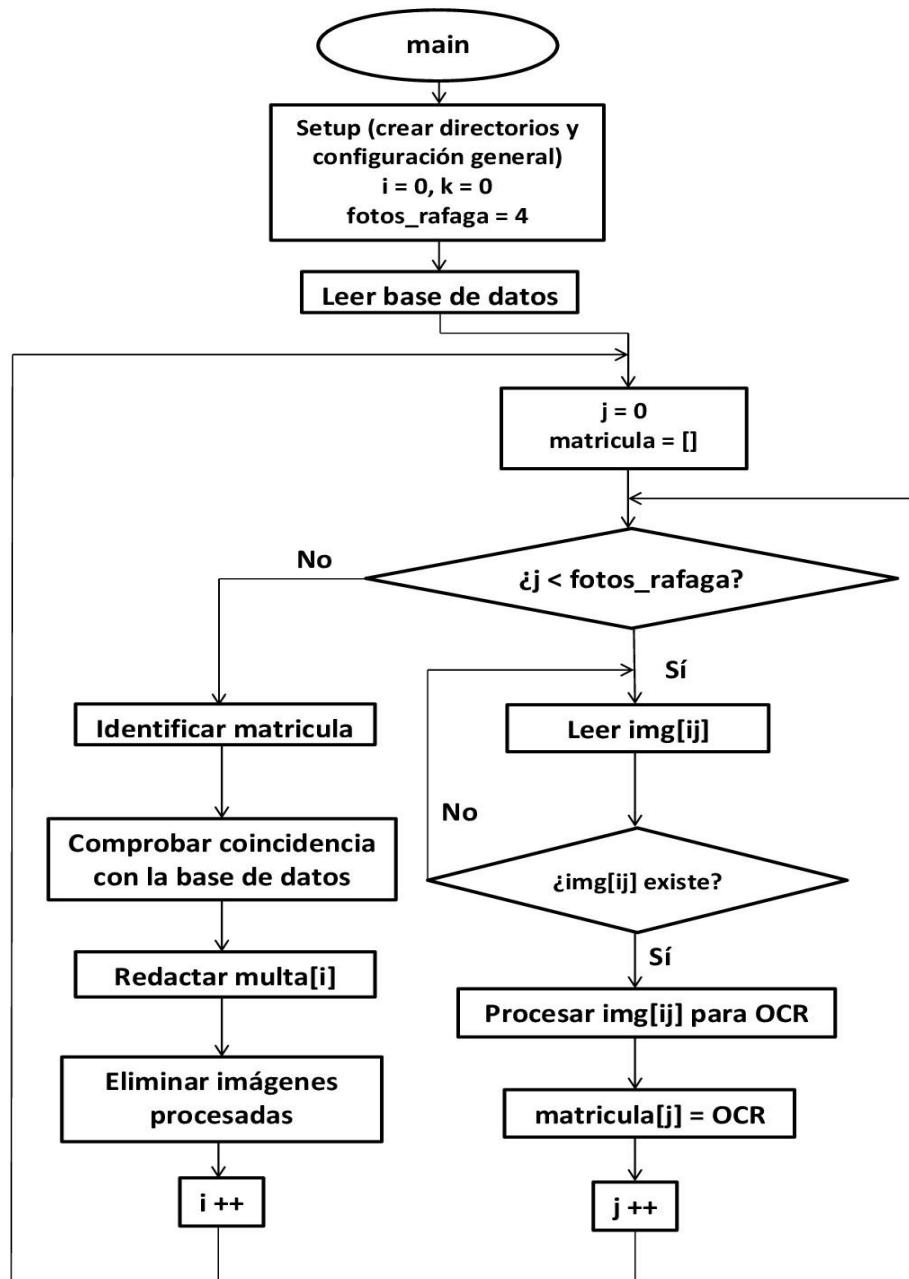 main
Setup (crear directorios y
configuración general)
i = 0, k = 0
fotos_rafaga = 4
Leer base de datos
j = 0
matricula = []
¿j < fotos_rafaga?
No
Sí
Identificar matricula
Comprobar coincidencia
con la base de datos
Redactar multa[i]
Eliminar imágenes
procesadas
i ++
Leer img[ij]
¿img[ij] existe?
No
Sí
Procesar img[ij] para OCR
matricula[j] = OCR
j ++